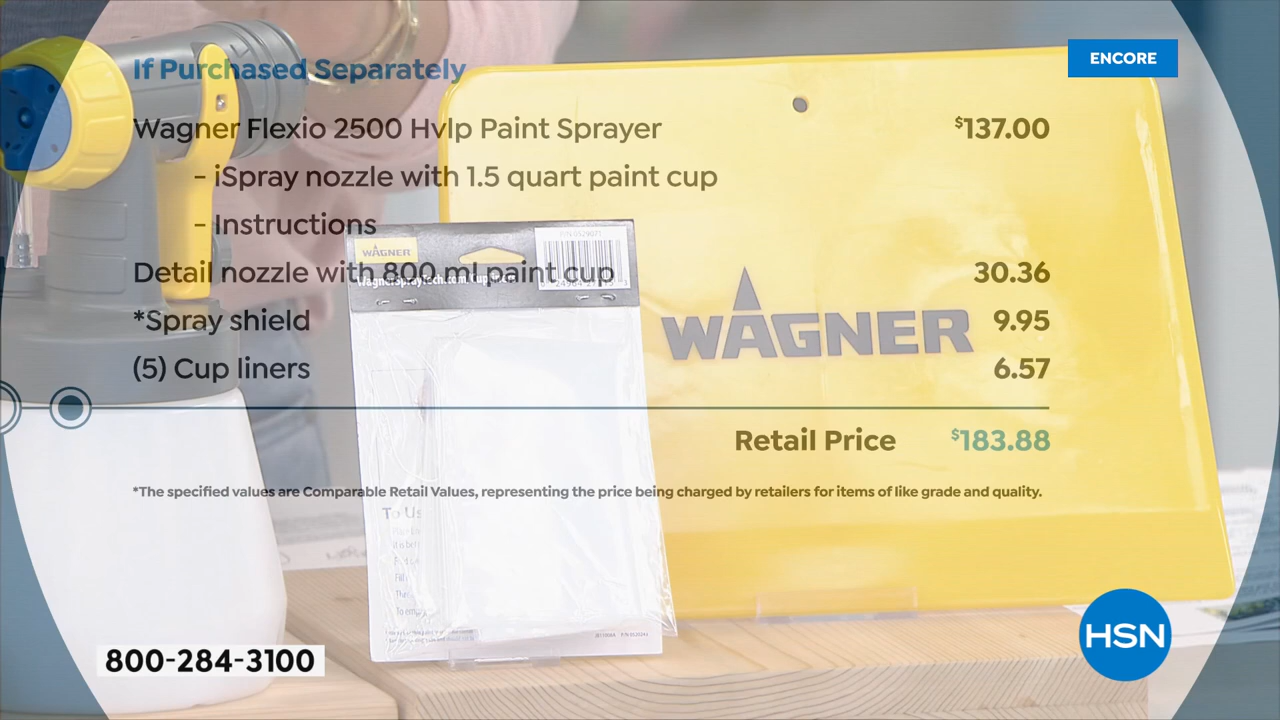 If Purchased Separately
ENCORE
Wagner Flexio 2500 Hvlp Paint Sprayer $137.00
- iSpray nozzle with 1.5 quart paint cup
- Instructions
WAGNER
Detail nozzle with 800 ml paint cup 30.36
WAGNER
*Spray shield 9.95
(5) Cup liners 6.57
Retail Price $183.88
*The specified values are Comparable Retail Values, representing the price being charged by retailers for items of like grade and quality.
To Us
HSN
800-284-3100